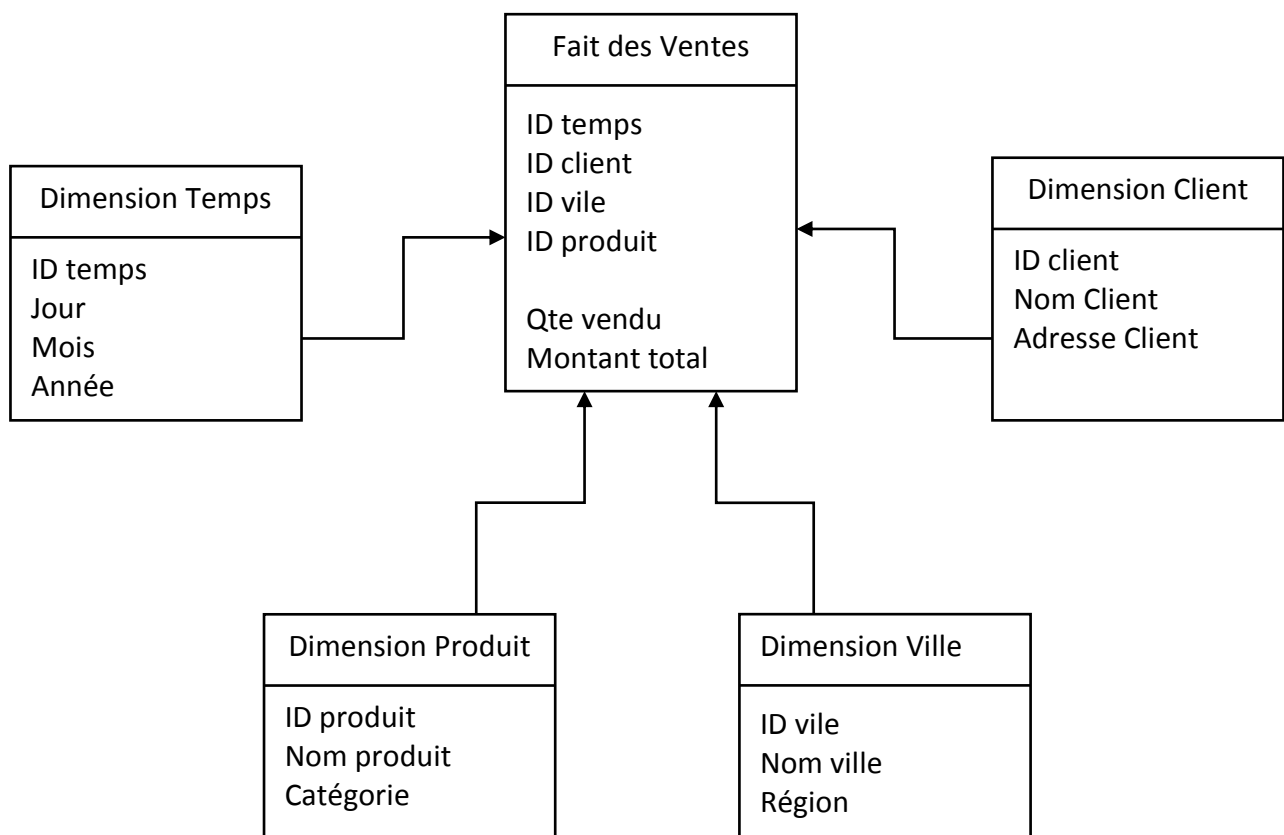 Fait des Ventes
ID temps
ID client
ID vile
ID produit
Qte vendu
Montant total
Dimension Temps
ID temps
Jour
Mois
Année
Dimension Client
ID client
Nom Client
Adresse Client
Dimension Produit
ID produit
Nom produit
Catégorie
Dimension Ville
ID vile
Nom ville
Région